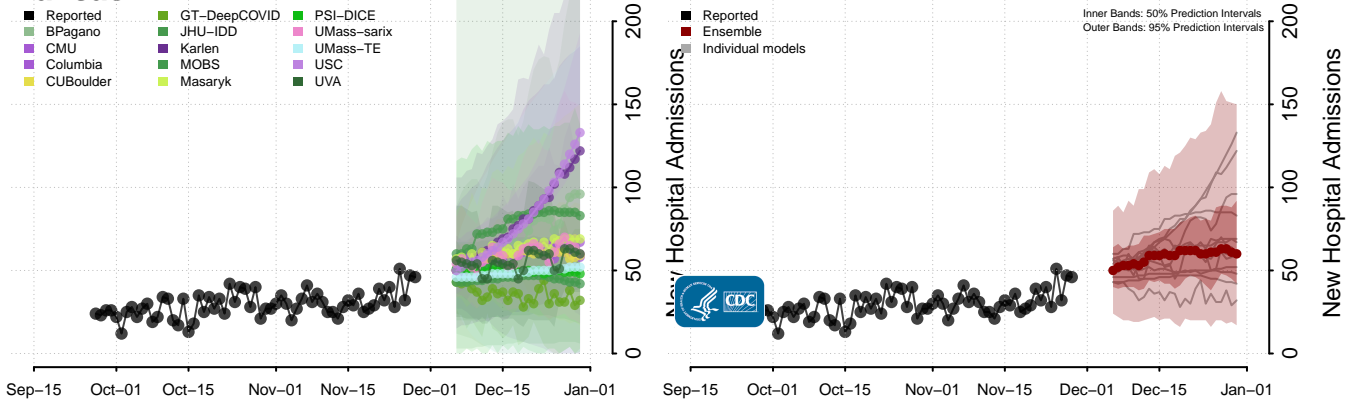 Reported
BPagano
CMU
Columbia
CUBoulder
GT−DeepCOVID
JHU−IDD
Karlen
MOBS
Masaryk
PSI−DICE
UMass−sarix
UMass−TE
USC
UVA
0
50
100
150
200
New Hospital Admissions
Sep−15
Oct−01
Oct−15
Nov−01
Nov−15
Dec−01
Dec−15
Jan−01
Reported
Ensemble
Individual models
Inner Bands: 50% Prediction Intervals
Outer Bands: 95% Prediction Intervals
CDC
0
50
100
150
200
New Hospital Admissions
Sep−15
Oct−01
Oct−15
Nov−01
Nov−15
Dec−01
Dec−15
Jan−01